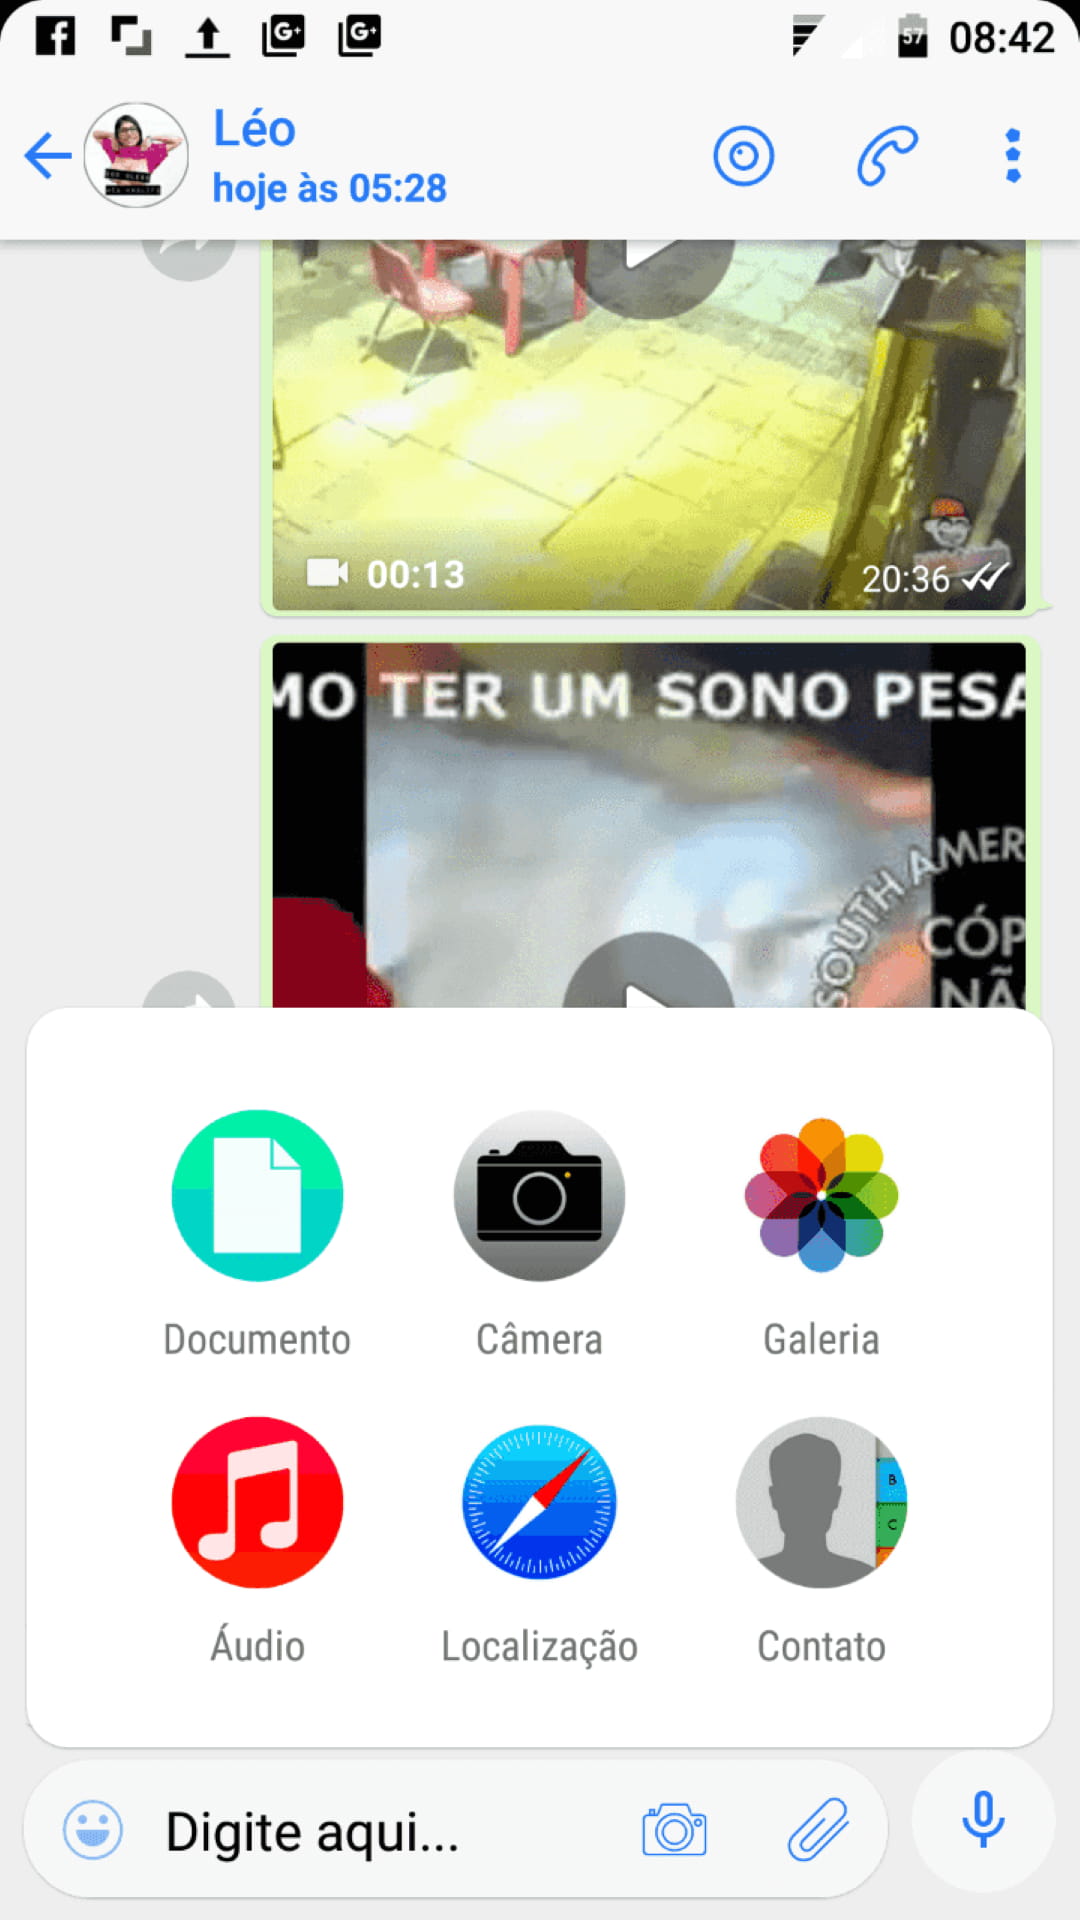 57 08:42
Léo
hoje às 05:28
00:13
20:36
MO TER UM SONO PESA
SOUTH AMER
CÓP
NÃ
Documento
Câmera
Galeria
B
C
Áudio
Localização
Contato
Digite aqui...